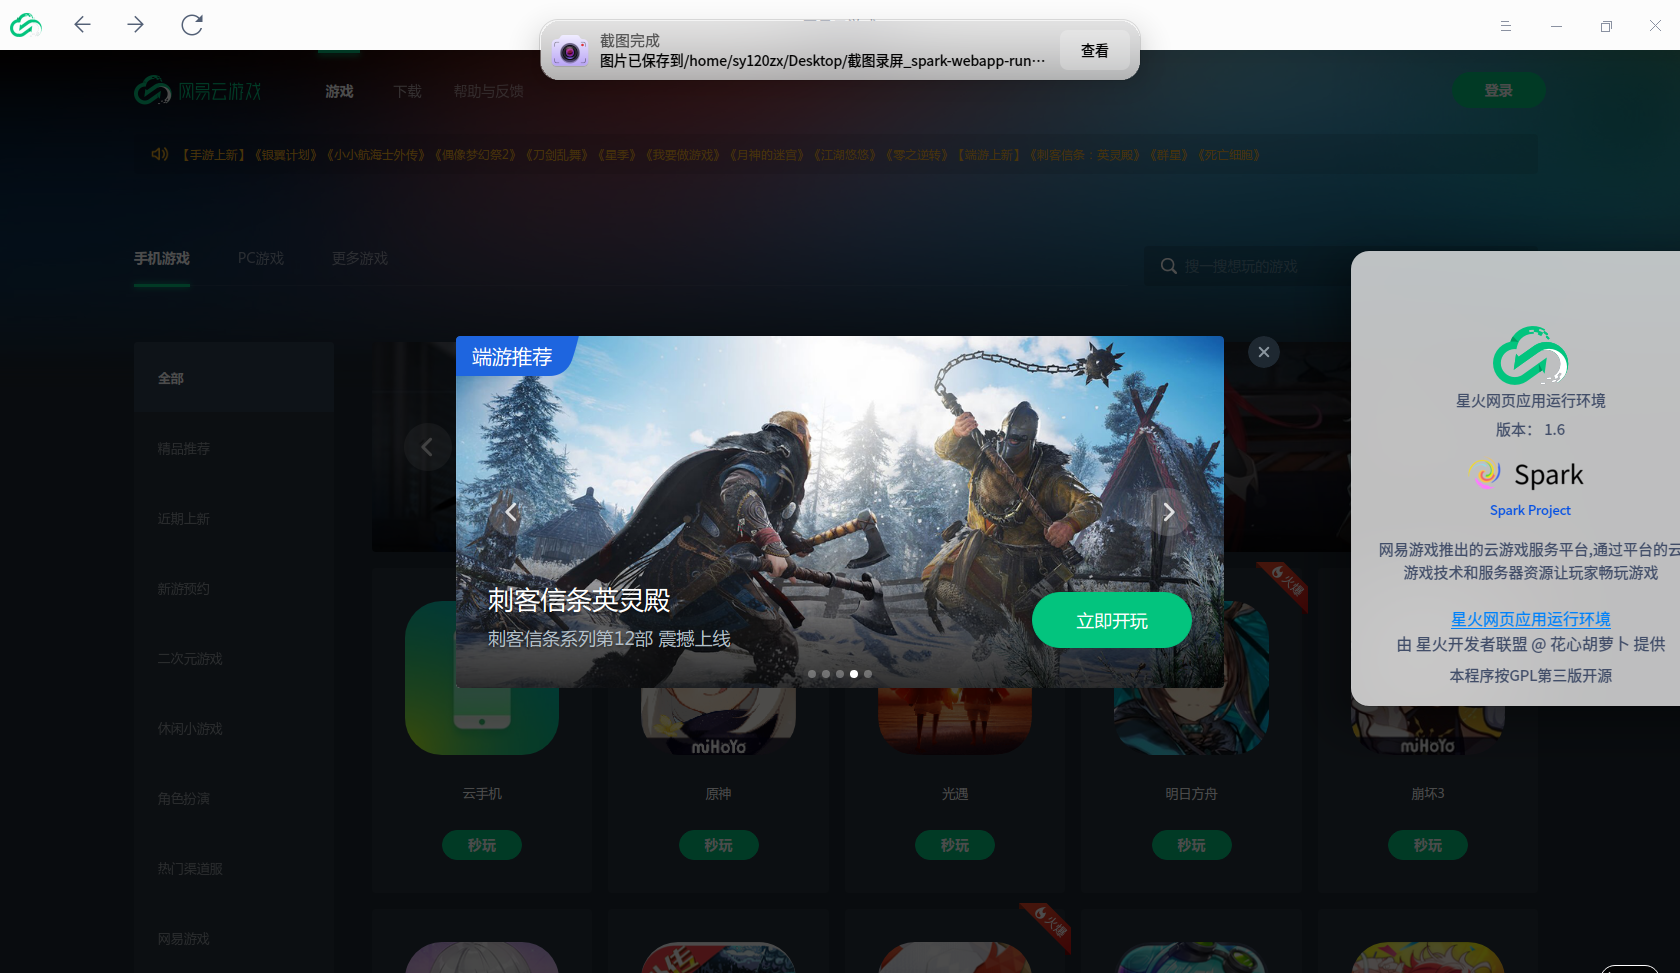 截图完成
图片已保存到/home/sy120zx/Desktop/截图录屏_spark-webapp-run…
查看
网易云游戏
游戏
下载
帮助与反馈
登录
【手游上新】《银翼计划》《小小航海士外传》《偶像梦幻祭2》《刀剑乱舞》《星季》《我要做游戏》《月神的迷宫》《江湖悠悠》《零之逆转》【端游上新】《刺客信条：英灵殿》《群星》《死亡细胞》
手机游戏
PC游戏
更多游戏
搜一搜想玩的游戏
全部
精品推荐
近期上新
新游预约
二次元游戏
休闲小游戏
角色扮演
热门渠道服
网易游戏
端游推荐
刺客信条英灵殿
刺客信条系列第12部 震撼上线
立即开玩
星火网页应用运行环境
版本： 1.6
Spark
Spark Project
网易游戏推出的云游戏服务平台,通过平台的云
游戏技术和服务器资源让玩家畅玩游戏
星火网页应用运行环境
由 星火开发者联盟 @ 花心胡萝卜 提供
本程序按GPL第三版开源
火爆
miHoYo
miHoYo
云手机
原神
光遇
明日方舟
崩坏3
秒玩
秒玩
秒玩
秒玩
秒玩
火爆